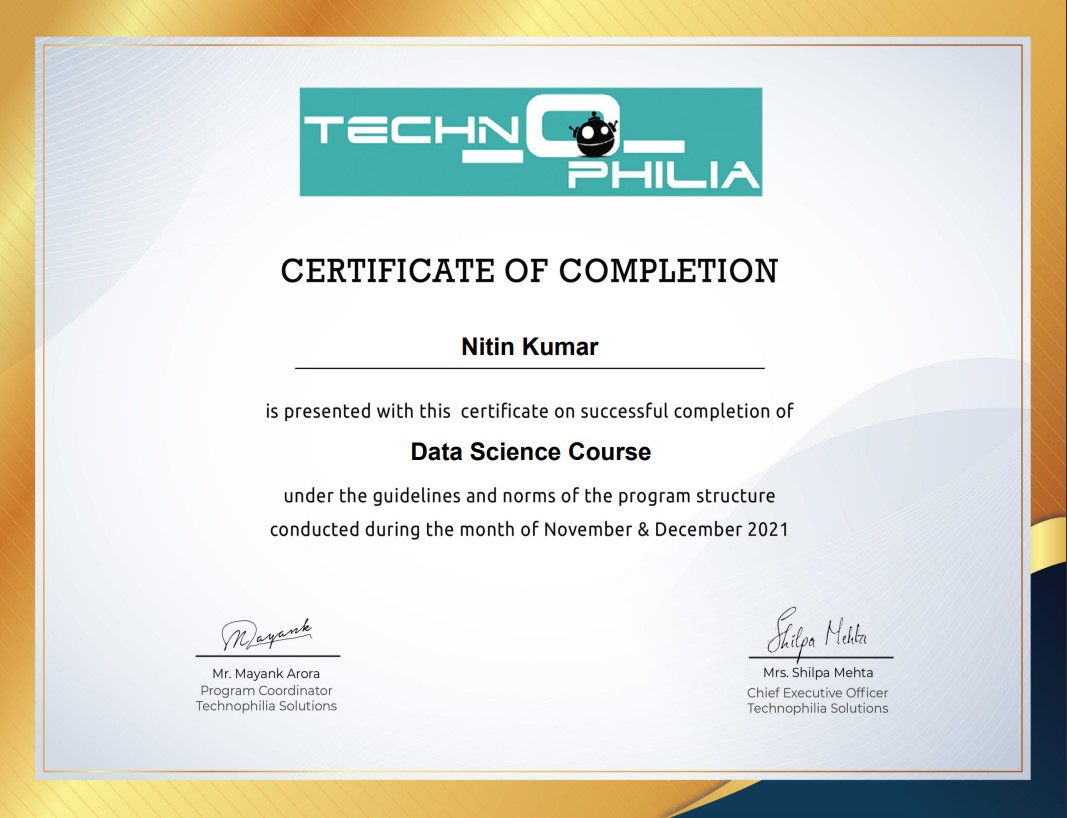 TECHNO_PHILIA
CERTIFICATE OF COMPLETION
Nitin Kumar
is presented with this certificate on successful completion of
Data Science Course
under the guidelines and norms of the program structure
conducted during the month of November & December 2021
Mayank
Mr. Mayank Arora
Program Coordinator
Technophilia Solutions
Shilpa Mehta
Mrs. Shilpa Mehta
Chief Executive Officer
Technophilia Solutions